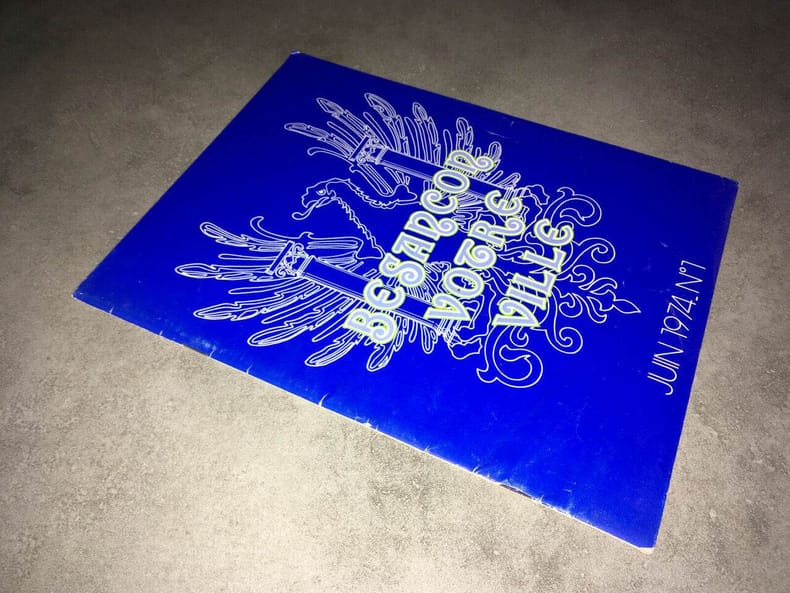 BESANCON
VOTRE
VILLE
JUIN 1974. N°1